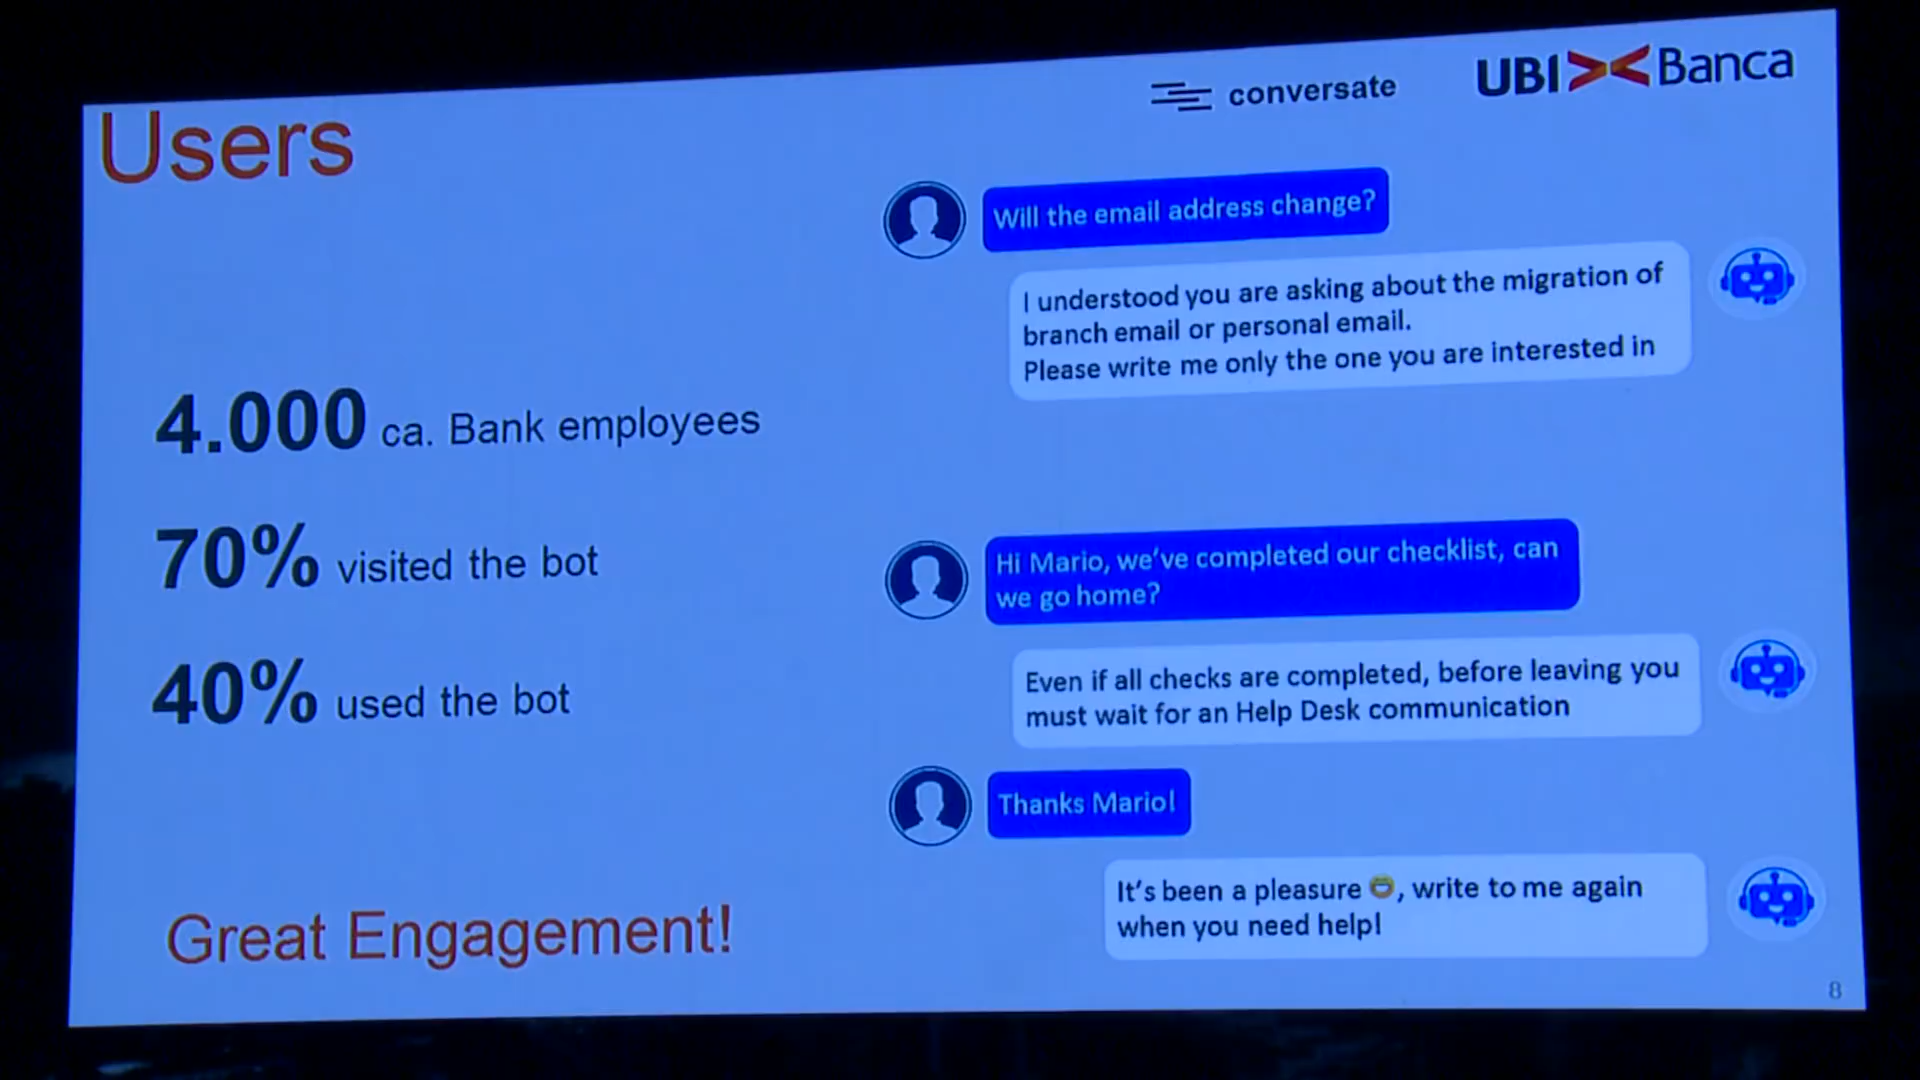 Users
conversate
UBI Banca
4.000 ca. Bank employees
70% visited the bot
40% used the bot
Great Engagement!
Will the email address change?
I understood you are asking about the migration of
branch email or personal email.
Please write me only the one you are interested in
Hi Mario, we've completed our checklist, can
we go home?
Even if all checks are completed, before leaving you
must wait for an Help Desk communication
Thanks Mario!
It's been a pleasure 😄, write to me again
when you need help!
8